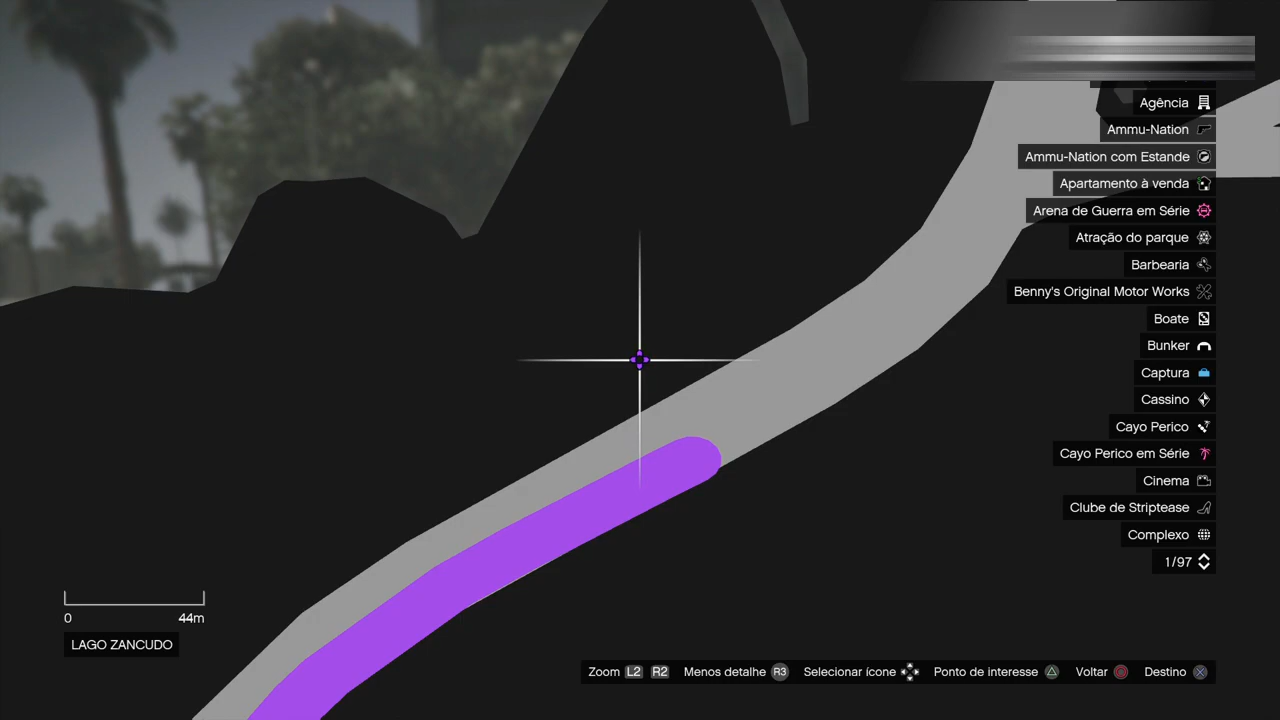 Agência
Ammu-Nation
Ammu-Nation com Estande
Apartamento à venda
Arena de Guerra em Série
Atração do parque
Barbearia
Benny's Original Motor Works
Boate
Bunker
Captura
Cassino
Cayo Perico
Cayo Perico em Série
Cinema
Clube de Striptease
Complexo
1/97
0 44m
LAGO ZANCUDO
Zoom L2 R2 Menos detalhe R3 Selecionar ícone Ponto de interesse Voltar Destino